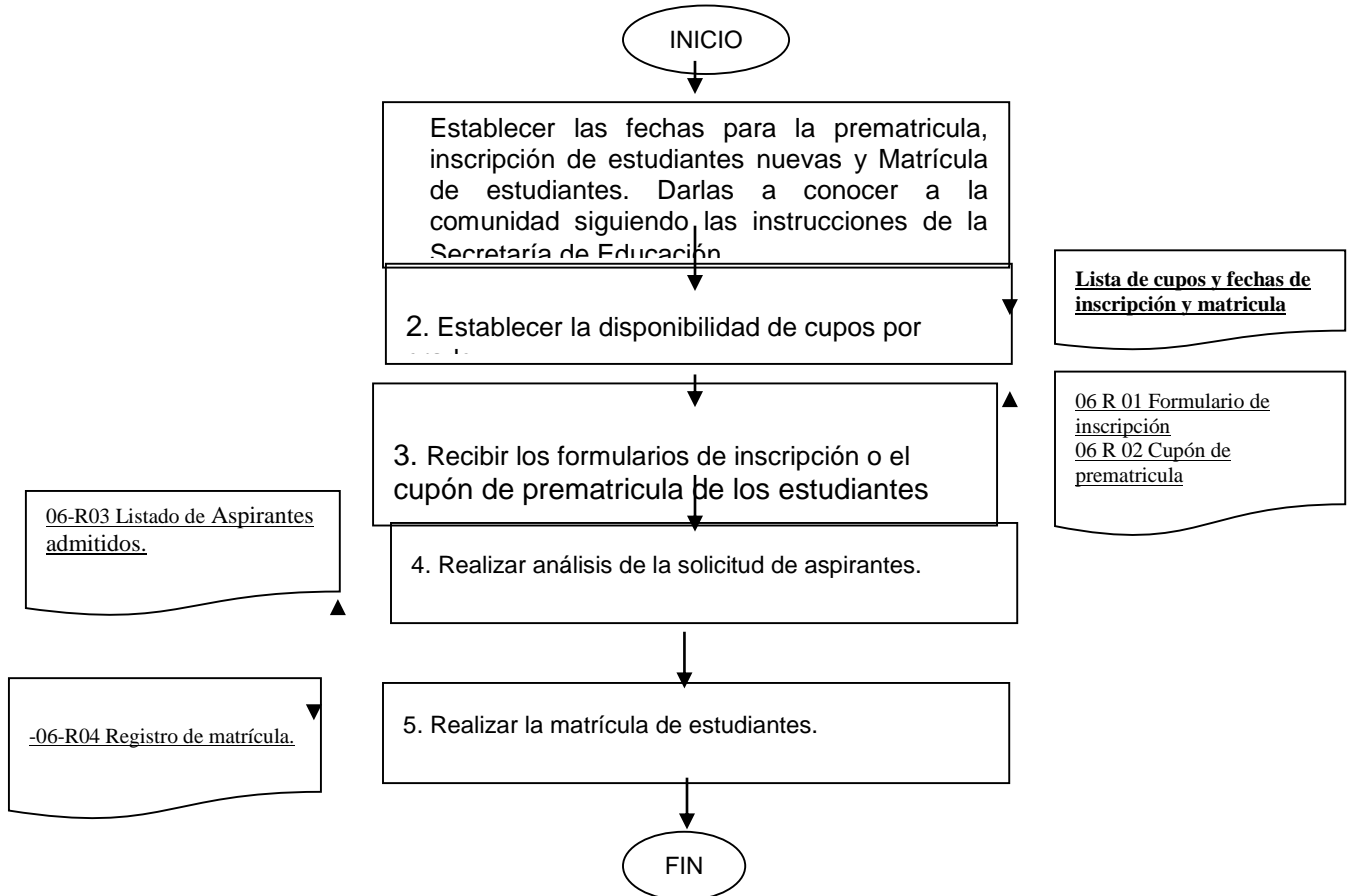 INICIO
Establecer las fechas para la prematricula,
inscripción de estudiantes nuevas y Matrícula
de estudiantes. Darlas a conocer a la
comunidad siguiendo las instrucciones de la
Secretaría de Educación
Lista de cupos y fechas de
inscripción y matricula
2. Establecer la disponibilidad de cupos por
06 R 01 Formulario de
inscripción
06 R 02 Cupón de
prematricula
3. Recibir los formularios de inscripción o el
cupón de prematricula de los estudiantes
06-R03 Listado de Aspirantes
admitidos.
4. Realizar análisis de la solicitud de aspirantes.
-06-R04 Registro de matrícula.
5. Realizar la matrícula de estudiantes.
FIN